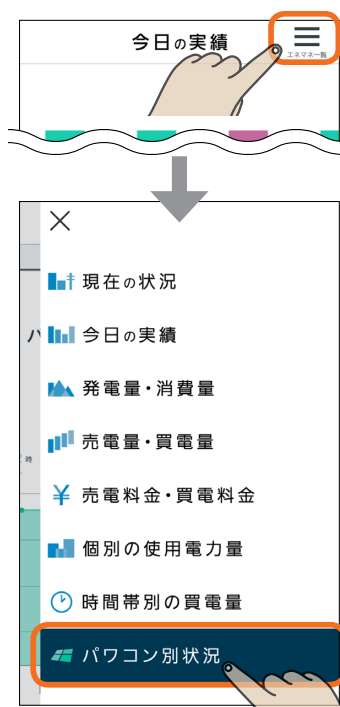 今日の実績
エネマネ一覧
現在の状況
今日の実績
パ
発電量・消費量
売電量・買電量
時
売電料金・買電料金
個別の使用電力量
時間帯別の買電量
パワコン別状況